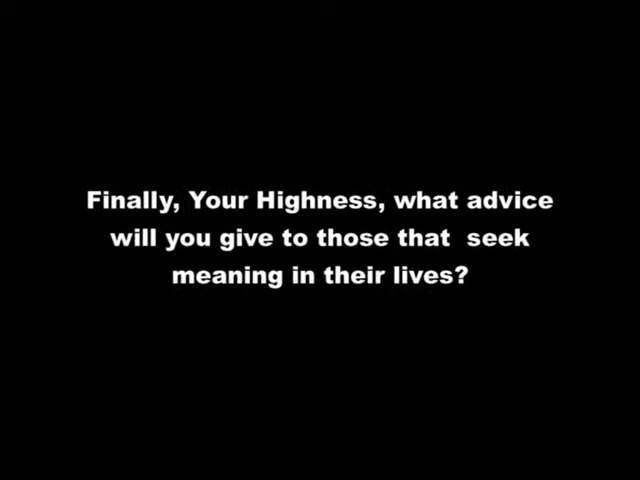 Finally, Your Highness, what advice
will you give to those that  seek
meaning in their lives?